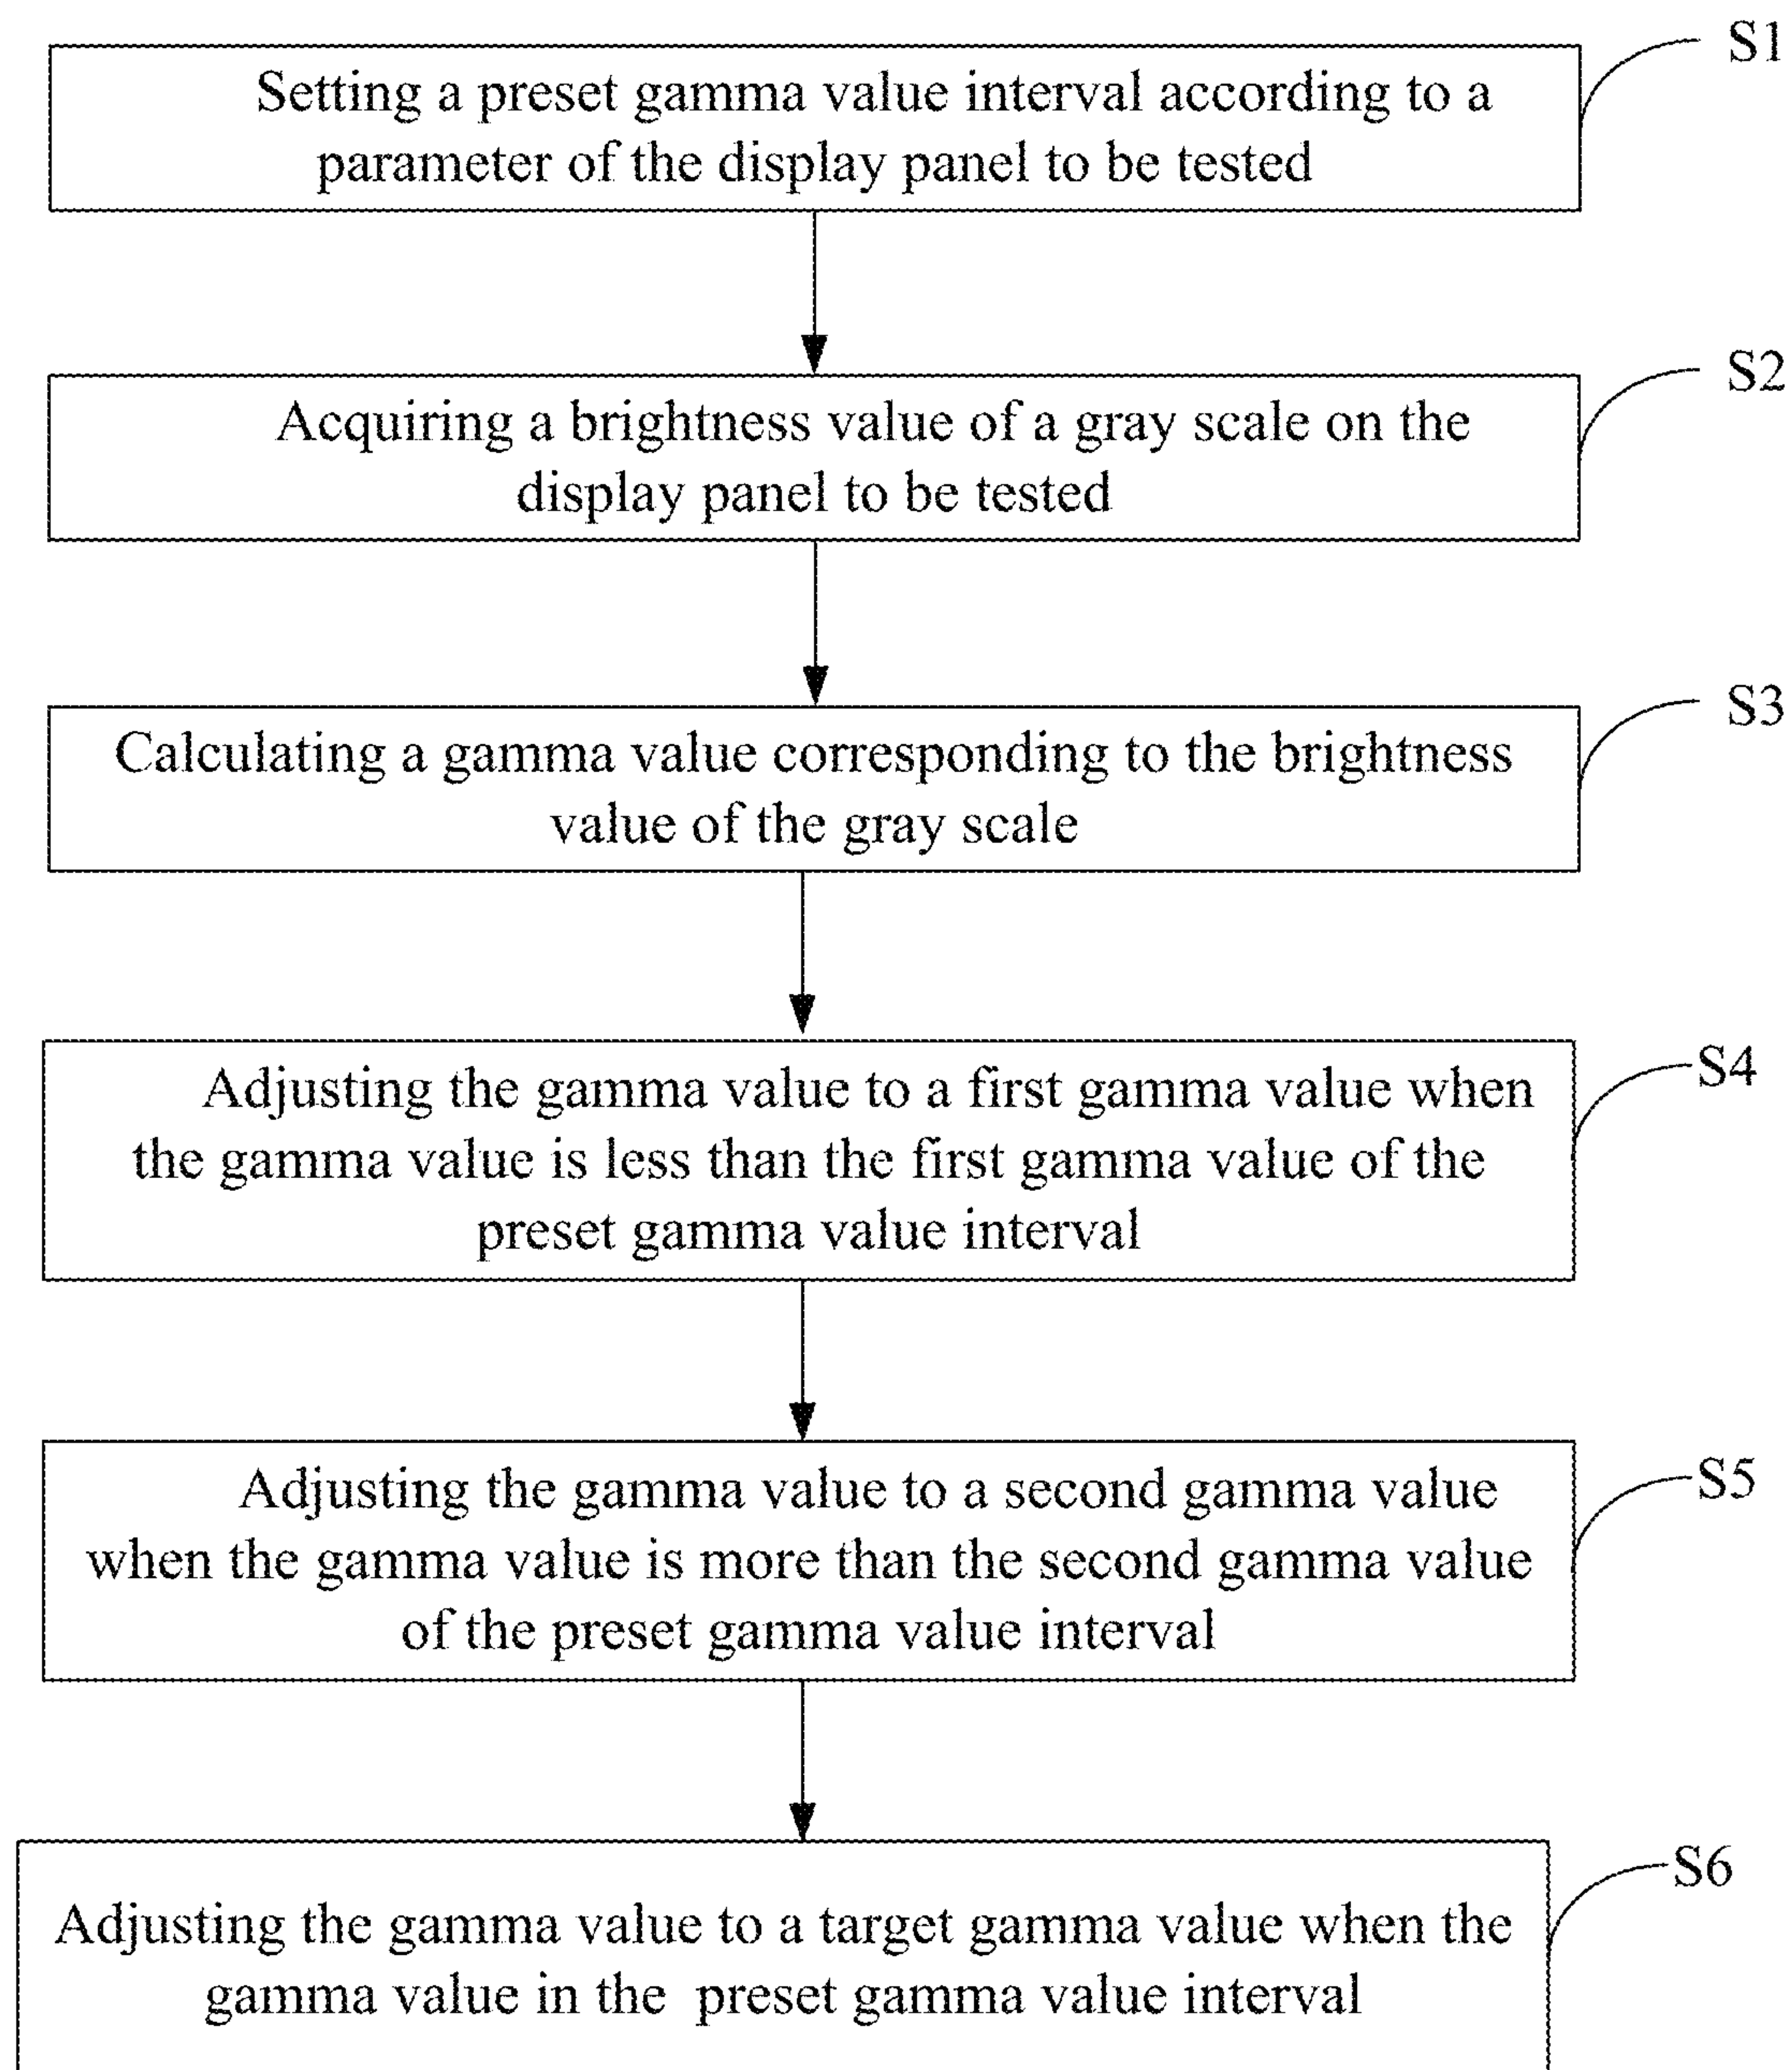 S1
Setting a preset gamma value interval according to a
parameter of the display panel to be tested
S2
Acquiring a brightness value of a gray scale on the
display panel to be tested
S3
Calculating a gamma value corresponding to the brightness
value of the gray scale
S4
Adjusting the gamma value to a first gamma value when
the gamma value is less than the first gamma value of the
preset gamma value interval
S5
Adjusting the gamma value to a second gamma value
when the gamma value is more than the second gamma value
of the preset gamma value interval
S6
Adjusting the gamma value to a target gamma value when the
gamma value in the preset gamma value interval